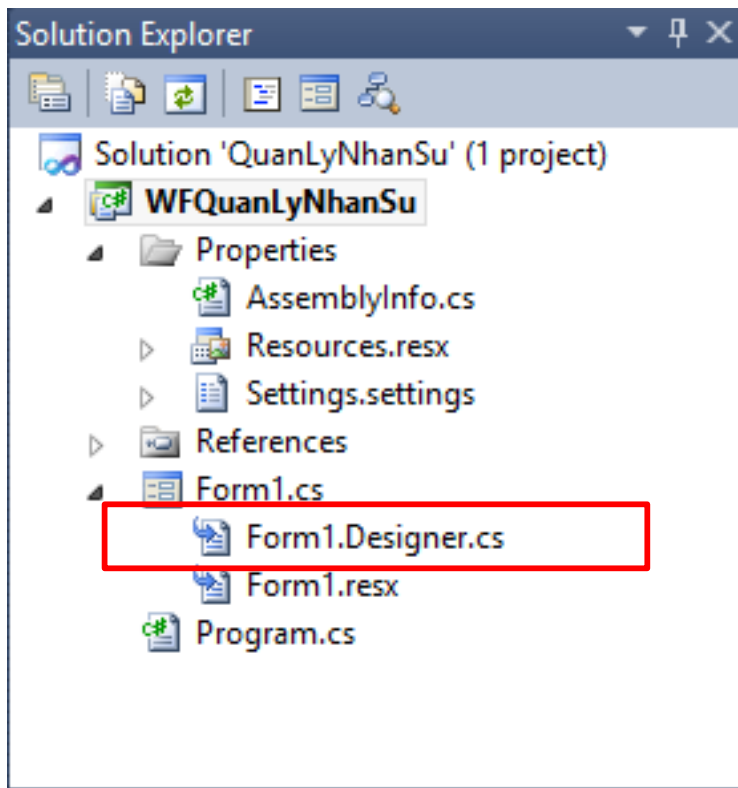 Solution Explorer
Solution 'QuanLyNhanSu' (1 project)
WFQuanLyNhanSu
Properties
AssemblyInfo.cs
Resources.resx
Settings.settings
References
Form1.cs
Form1.Designer.cs
Form1.resx
Program.cs